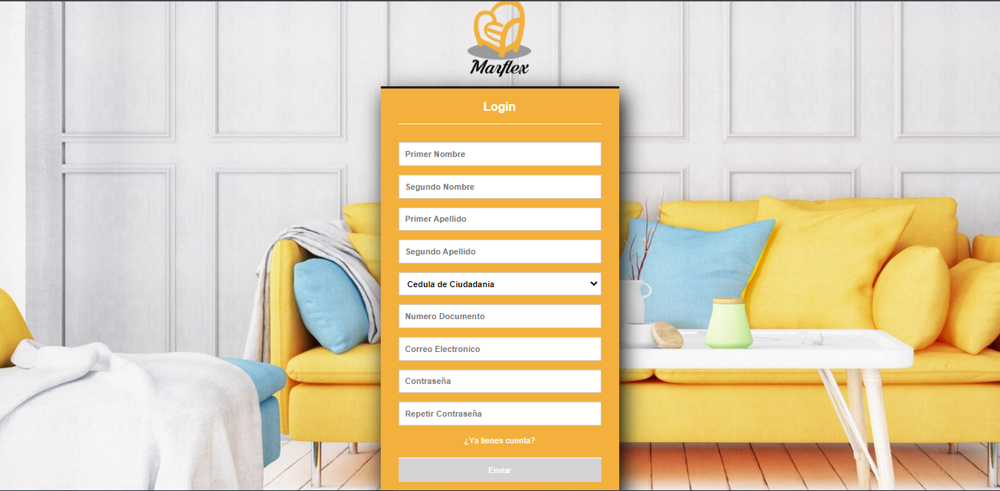 Marflex
Login
Primer Nombre
Segundo Nombre
Primer Apellido
Segundo Apellido
Cedula de Ciudadania
Numero Documento
Correo Electronico
Contraseña
Repetir Contraseña
¿Ya tienes cuenta?
Enviar